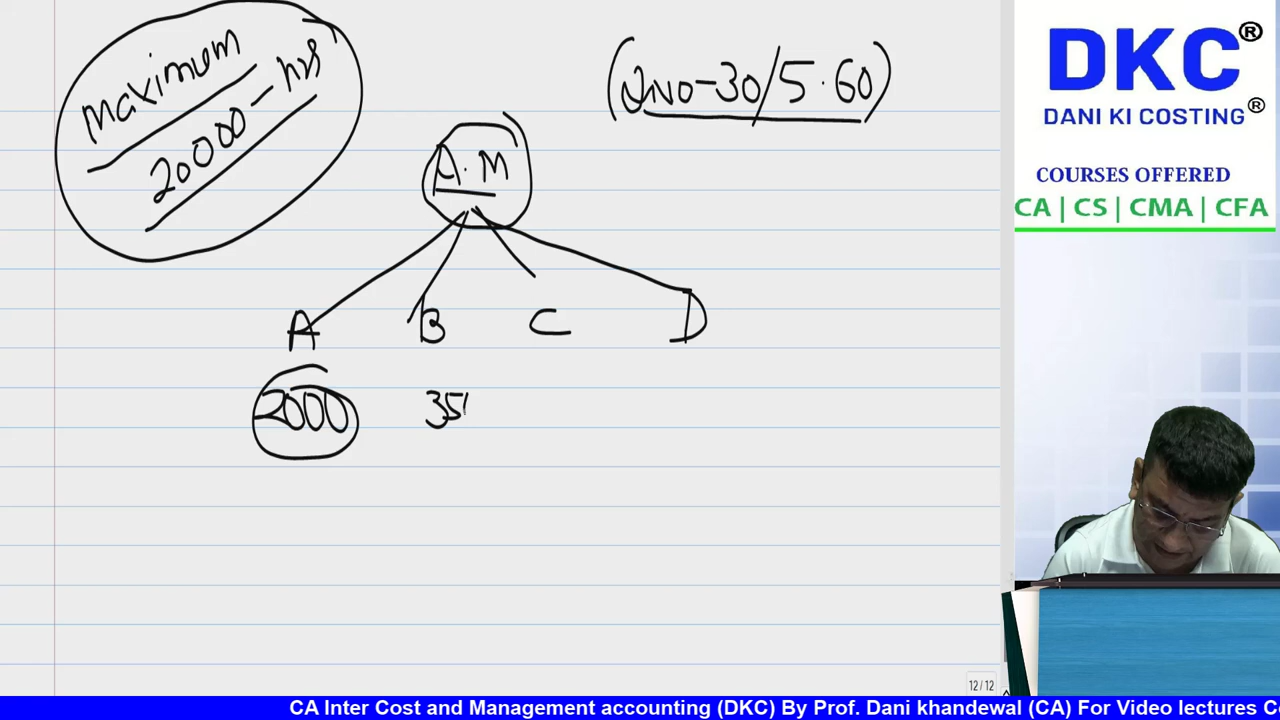 maximum
20000 - hrs
(QNO-30/5.60)
A.M
A B C D
2000 35
DKC®
DANI KI COSTING®
COURSES OFFERED
CA | CS | CMA | CFA
12/12
CA Inter Cost and Management accounting (DKC) By Prof. Dani khandewal (CA) For Video lectures C